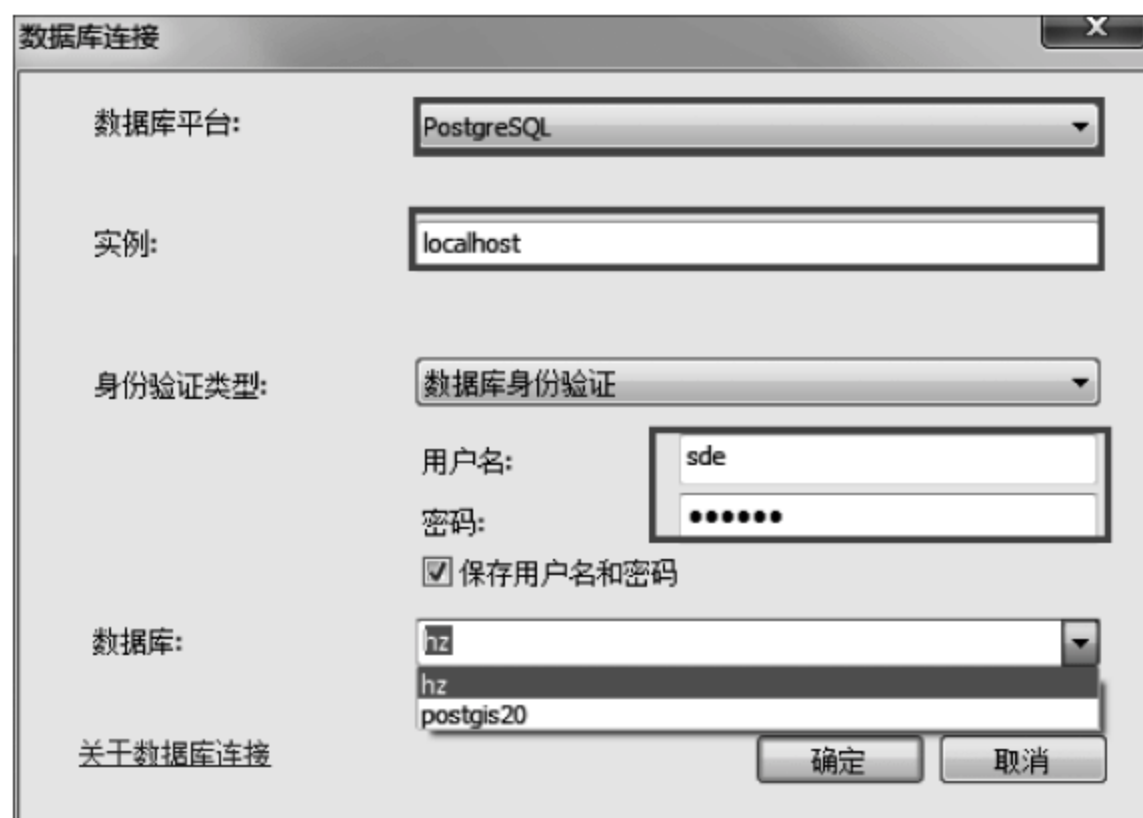 数据库连接
X
数据库平台:
PostgreSQL
实例:
localhost
身份验证类型:
数据库身份验证
用户名:
sde
密码:
●●●●●●
保存用户名和密码
数据库:
hz
hz
postgis20
关于数据库连接
确定
取消